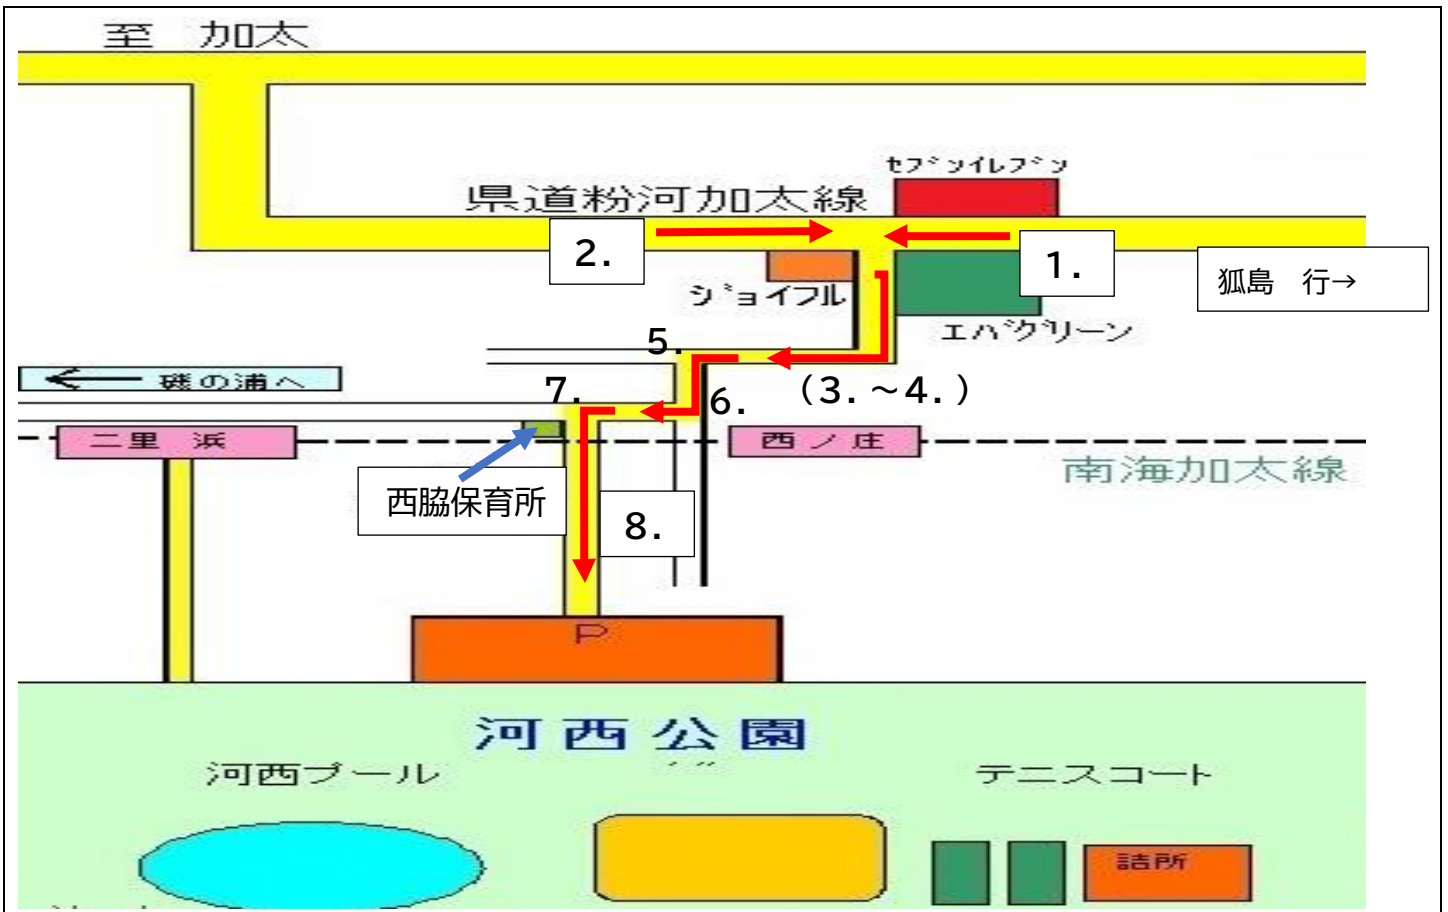 至 加太
セブンイレブン
県道粉河加太線
2.
1.
狐島 行→
ジョイフル
エバグリーン
5.
← 磯の浦へ
7.
6.
(3.~4.)
二里浜
西ノ庄
南海加太線
西脇保育所
8.
P
河西公園
河西プール
テニスコート
詰所